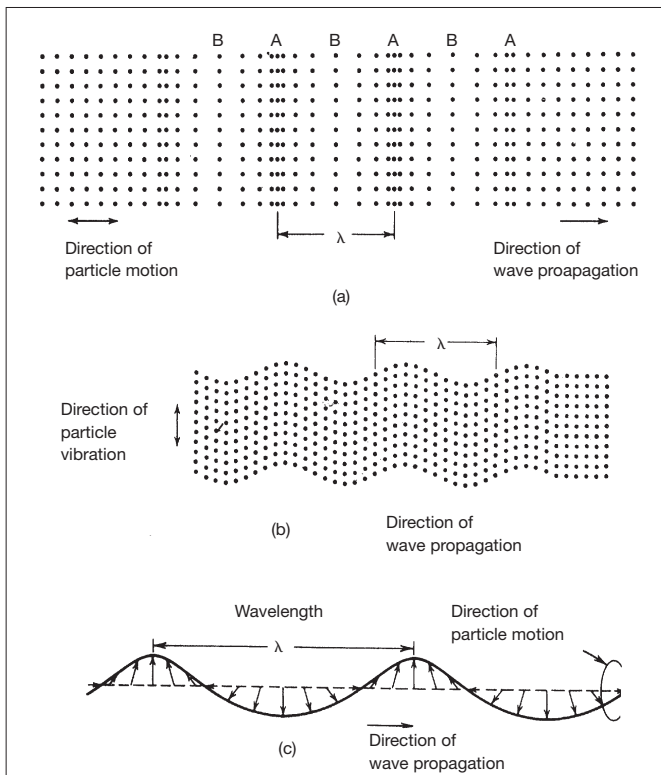 B A B A B A
λ
Direction of
particle motion
Direction of
wave proapagation
(a)
λ
Direction of
particle
vibration
(b)
Direction of
wave propagation
Wavelength
λ
Direction of
particle motion
(c)
Direction of
wave propagation